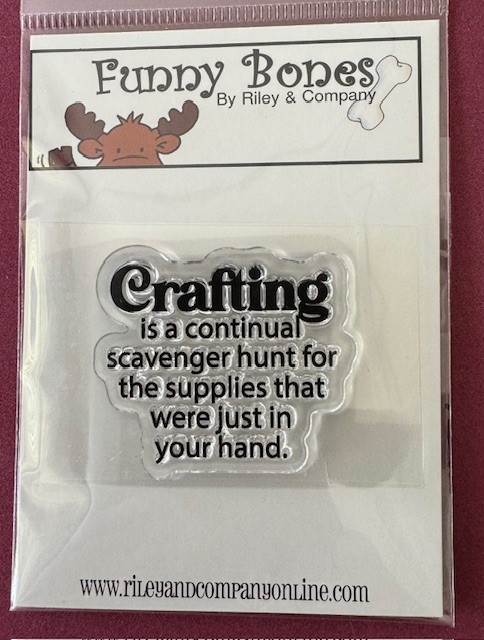 Funny Bones
By Riley & Company
Crafting
is a continual
scavenger hunt for
the supplies that
were just in
your hand.
www.rileyandcompanyonline.com